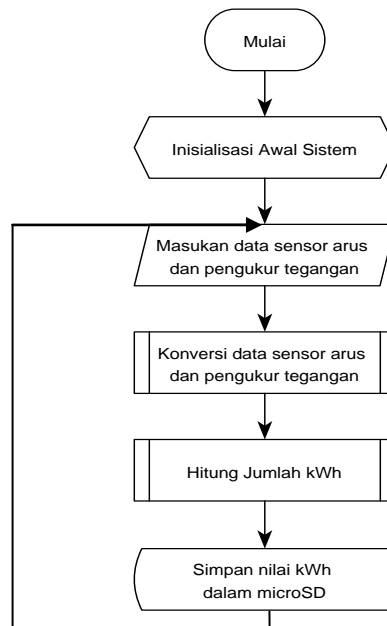 Mulai
Inisialisasi Awal Sistem
Masukan data sensor arus
dan pengukur tegangan
Konversi data sensor arus
dan pengukur tegangan
Hitung Jumlah kWh
Simpan nilai kWh
dalam microSD